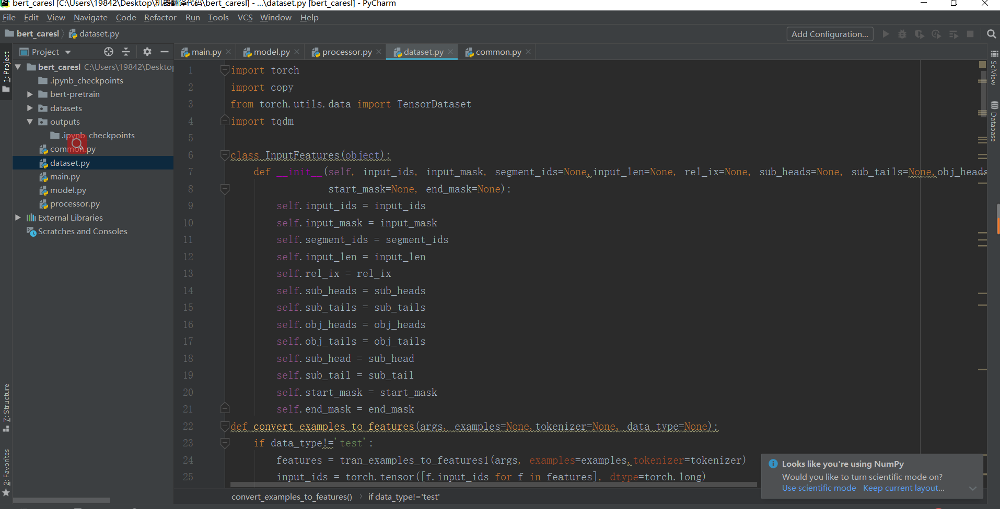 bert_caresl [C:\Users\19842\Desktop\机器翻译代码\bert_caresl] - ...\dataset.py [bert_caresl] - PyCharm
File Edit View Navigate Code Refactor Run Tools VCS Window Help
bert_caresl dataset.py Add Configuration...
Project main.py model.py processor.py dataset.py common.py
1: Project
bert_caresl C:\Users\19842\Deskto
.ipynb_checkpoints
bert-pretrain
datasets
outputs
.ipynb_checkpoints
common.py
dataset.py
main.py
model.py
processor.py
External Libraries
Scratches and Consoles
7: Structure
2: Favorites
1 import torch
2 import copy
3 from torch.utils.data import TensorDataset
4 import tqdm
5
6 class InputFeatures(object):
7 def __init__(self, input_ids, input_mask, segment_ids=None,input_len=None, rel_ix=None, sub_heads=None, sub_tails=None,obj_heads
8 start_mask=None, end_mask=None):
9 self.input_ids = input_ids
10 self.input_mask = input_mask
11 self.segment_ids = segment_ids
12 self.input_len = input_len
13 self.rel_ix = rel_ix
14 self.sub_heads = sub_heads
15 self.sub_tails = sub_tails
16 self.obj_heads = obj_heads
17 self.obj_tails = obj_tails
18 self.sub_head = sub_head
19 self.sub_tail = sub_tail
20 self.start_mask = start_mask
21 self.end_mask = end_mask
22 def convert_examples_to_features(args, examples=None,tokenizer=None, data_type=None):
23 if data_type!='test':
24 features = tran_examples_to_features1(args, examples=examples,tokenizer=tokenizer)
25 input_ids = torch.tensor([f.input_ids for f in features], dtype=torch.long)
convert_examples_to_features() if data_type!='test'
SciView
Database
Looks like you're using NumPy
Would you like to turn scientific mode on?
Use scientific mode Keep current layout...